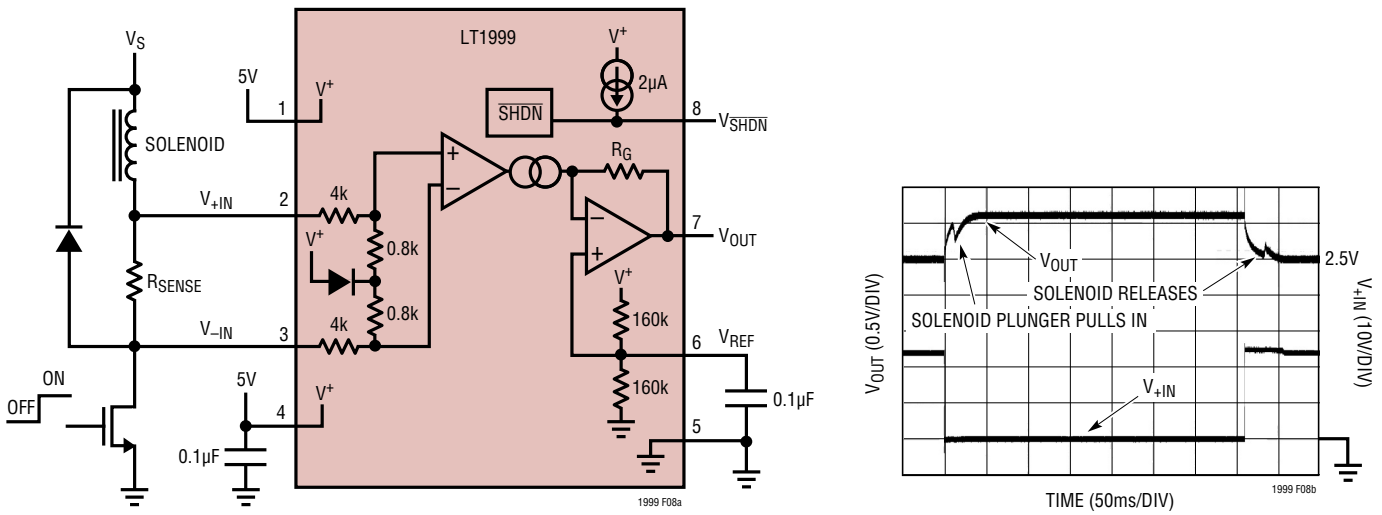 LT1999
V_S
5V
V⁺
V⁺
2µA
1
8
SHDN
V_SHDN
SOLENOID
R_G
V_+IN
2
4k
+
–
V⁺
0.8k
–
+
7
V_OUT
R_SENSE
0.8k
V⁺
160k
V_–IN
3
4k
6
V_REF
ON
OFF
5V
V⁺
4
160k
0.1µF
5
0.1µF
1999 F08a
V_OUT (0.5V/DIV)
V_OUT
2.5V
SOLENOID RELEASES
SOLENOID PLUNGER PULLS IN
V_+IN
V_+IN (10V/DIV)
TIME (50ms/DIV)
1999 F08b